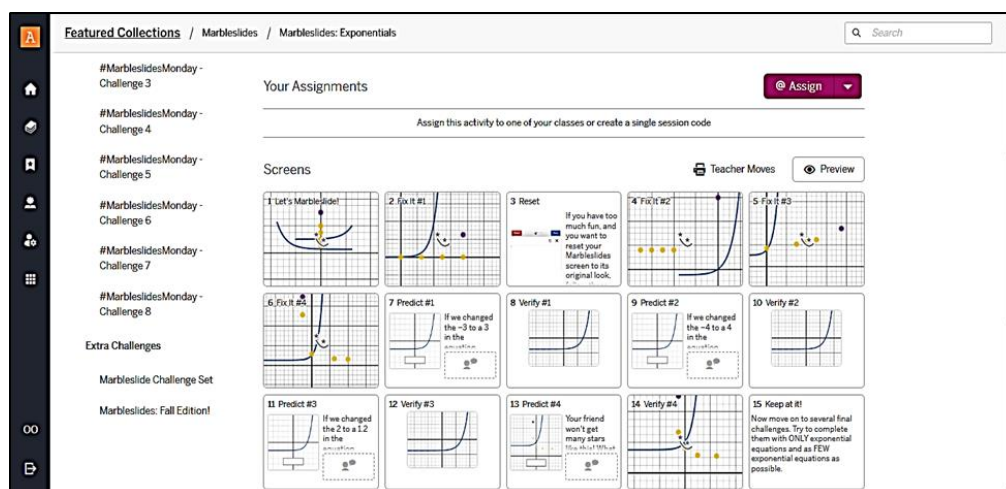 A
Featured Collections / Marbleslides / Marbleslides: Exponentials
Search
#MarbleslidesMonday -
Challenge 3
#MarbleslidesMonday -
Challenge 4
#MarbleslidesMonday -
Challenge 5
#MarbleslidesMonday -
Challenge 6
#MarbleslidesMonday -
Challenge 7
#MarbleslidesMonday -
Challenge 8
Extra Challenges
Marbleslide Challenge Set
Marbleslides: Fall Edition!
Your Assignments
@ Assign
Assign this activity to one of your classes or create a single session code
Screens
Teacher Moves
Preview
1 Let's Marbleslide!
2 Fix It #1
3 Reset
If you have too
much fun, and
you want to
reset your
Marbleslides
screen to its
original look,
4 Fix It #2
5 Fix It #3
6 Fix It #4
7 Predict #1
If we changed
the −3 to a 3
in the
equation
8 Verify #1
9 Predict #2
If we changed
the −4 to a 4
in the
equation
10 Verify #2
11 Predict #3
If we changed
the 2 to a 1.2
in the
equation
12 Verify #3
13 Predict #4
Your friend
won't get
many stars
like this! What
14 Verify #4
15 Keep at it!
Now move on to several final
challenges. Try to complete
them with ONLY exponential
equations and as FEW
exponential equations as
possible.